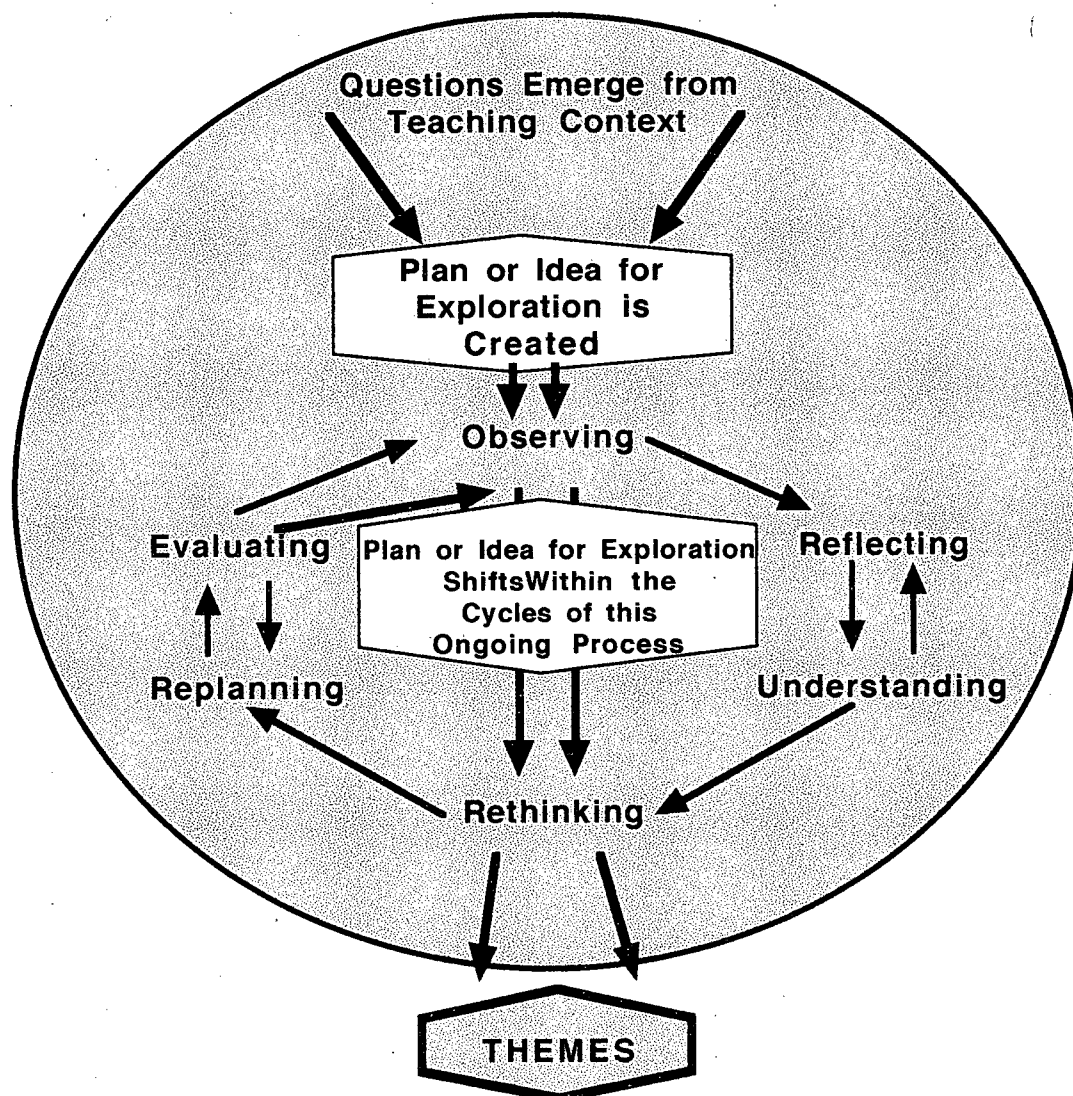 Questions Emerge from
Teaching Context
Plan or Idea for
Exploration is
Created
Observing
Evaluating
Plan or Idea for Exploration
ShiftsWithin the
Cycles of this
Ongoing Process
Reflecting
Replanning
Understanding
Rethinking
THEMES